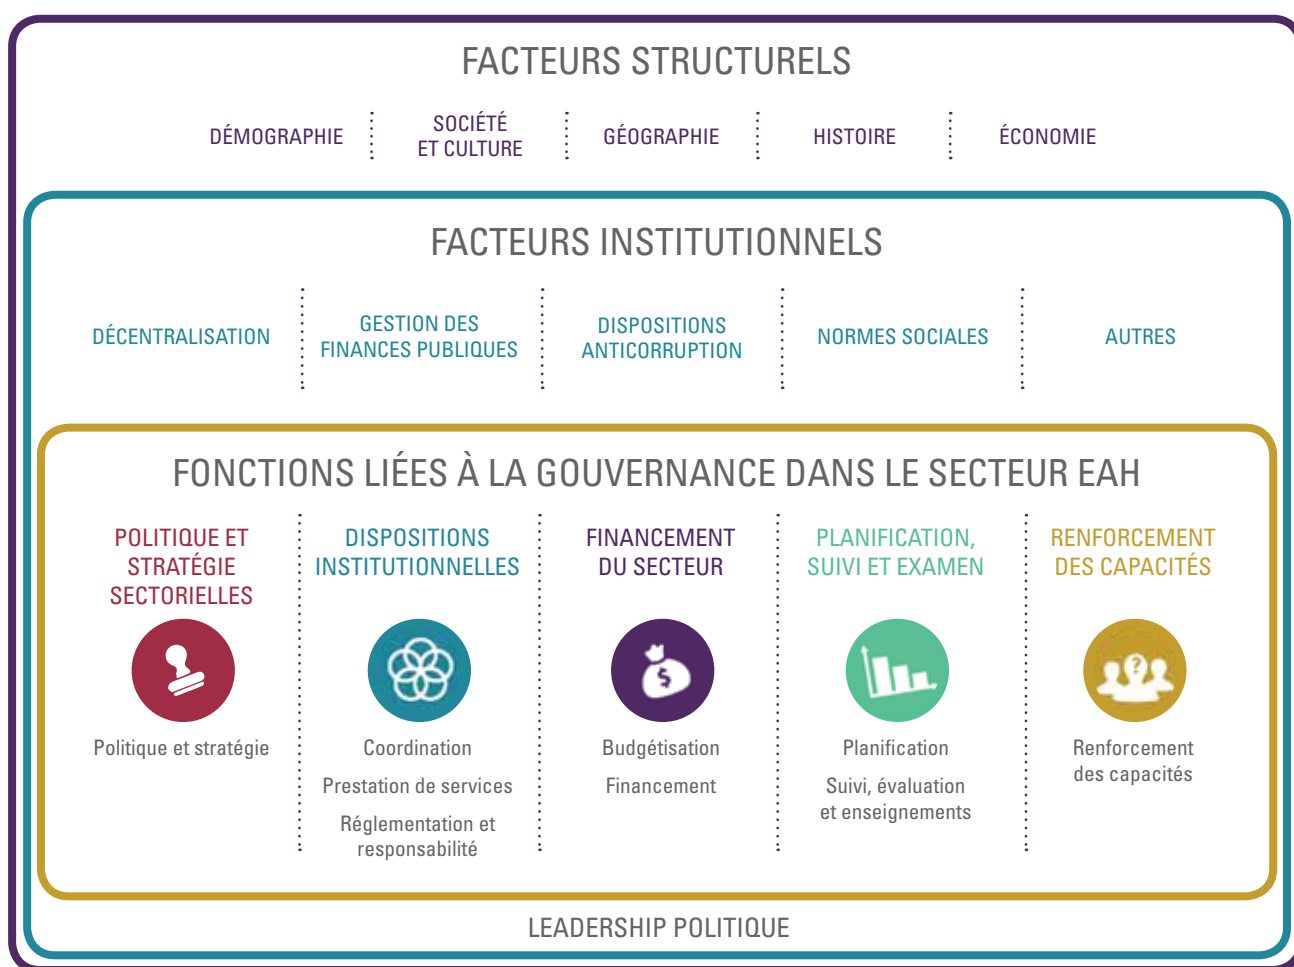 FACTEURS STRUCTURELS
DÉMOGRAPHIE
SOCIÉTÉ
ET CULTURE
GÉOGRAPHIE
HISTOIRE
ÉCONOMIE
FACTEURS INSTITUTIONNELS
DÉCENTRALISATION
GESTION DES
FINANCES PUBLIQUES
DISPOSITIONS
ANTICORRUPTION
NORMES SOCIALES
AUTRES
FONCTIONS LIÉES À LA GOUVERNANCE DANS LE SECTEUR EAH
POLITIQUE ET
STRATÉGIE
SECTORIELLES
Politique et stratégie
DISPOSITIONS
INSTITUTIONNELLES
Coordination
Prestation de services
Réglementation et
responsabilité
FINANCEMENT
DU SECTEUR
$
Budgétisation
Financement
PLANIFICATION,
SUIVI ET EXAMEN
Planification
Suivi, évaluation
et enseignements
RENFORCEMENT
DES CAPACITÉS
?
Renforcement
des capacités
LEADERSHIP POLITIQUE